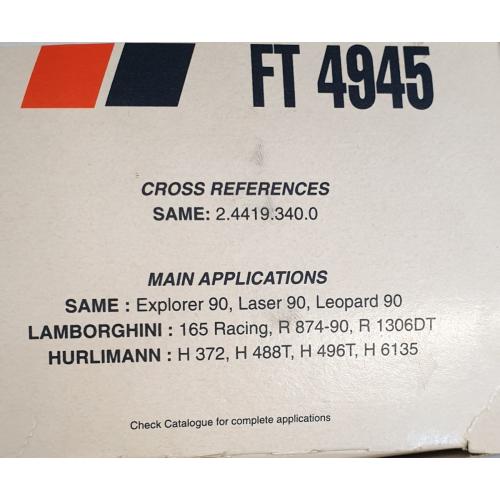 FT 4945
CROSS REFERENCES
SAME: 2.4419.340.0
MAIN APPLICATIONS
SAME : Explorer 90, Laser 90, Leopard 90
LAMBORGHINI : 165 Racing, R 874-90, R 1306DT
HURLIMANN : H 372, H 488T, H 496T, H 6135
Check Catalogue for complete applications